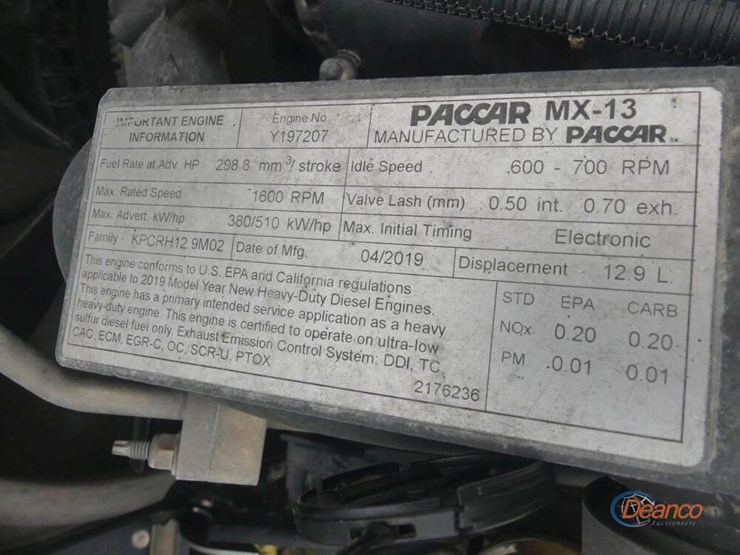 IMPORTANT ENGINE INFORMATION
Engine No.
Y197207
PACCAR MX-13
MANUFACTURED BY PACCAR
Fuel Rate at Adv. HP 298.8 mm³/ stroke
Idle Speed 600 - 700 RPM
Max. Rated Speed 1600 RPM
Valve Lash (mm) 0.50 int. 0.70 exh.
Max. Advert. kW/hp 380/510 kW/hp
Max. Initial Timing Electronic
Family KPCRH12.9M02
Date of Mfg. 04/2019
Displacement 12.9 L.
This engine conforms to U.S. EPA and California regulations
applicable to 2019 Model Year New Heavy-Duty Diesel Engines.
This engine has a primary intended service application as a heavy
heavy-duty engine. This engine is certified to operate on ultra-low
sulfur diesel fuel only. Exhaust Emission Control System: DDI, TC,
CAC, ECM, EGR-C, OC, SCR-U, PTOX
2176236
STD EPA CARB
NOx 0.20 0.20
PM 0.01 0.01
Deanco
Auctioneers